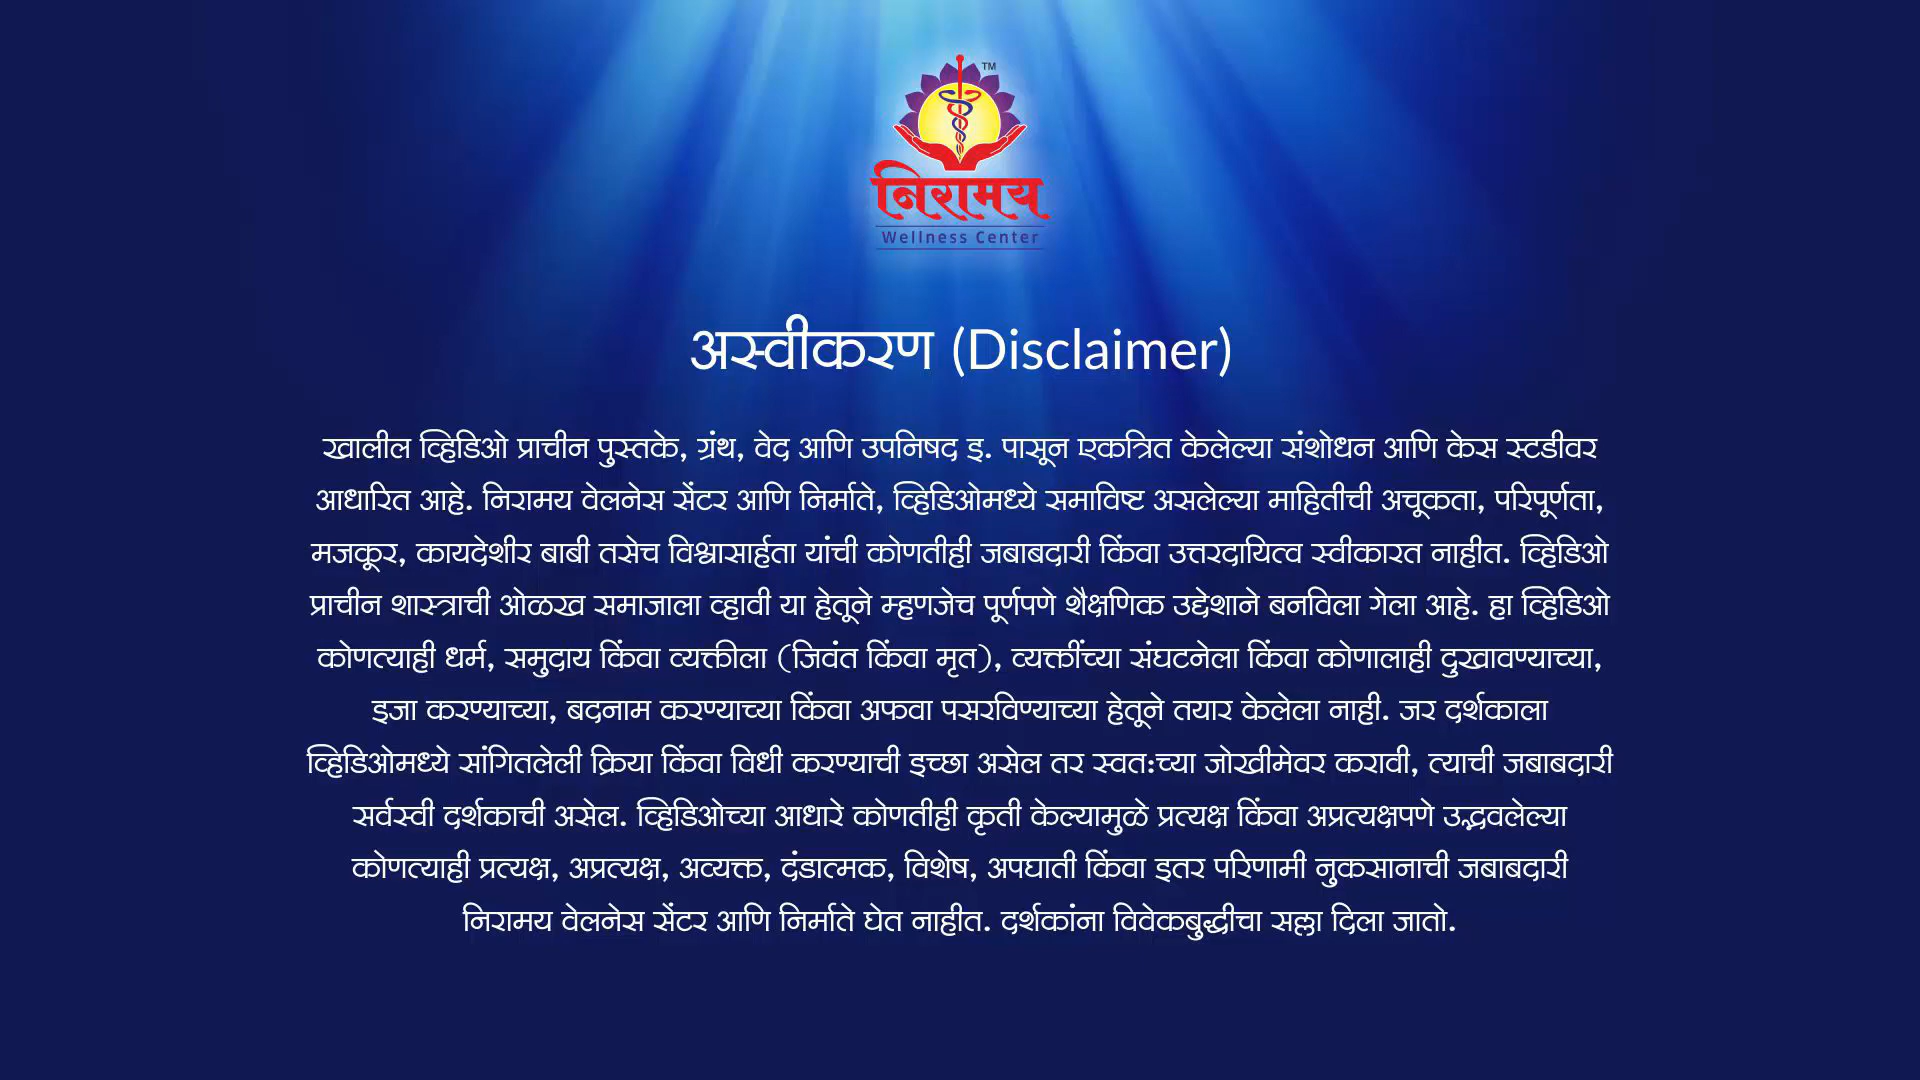 TM
निरामय
Wellness Center
अस्वीकरण (Disclaimer)
खालील व्हिडिओ प्राचीन पुस्तके, ग्रंथ, वेद आणि उपनिषद इ. पासून एकत्रित केलेल्या संशोधन आणि केस स्टडीवर
आधारित आहे. निरामय वेलनेस सेंटर आणि निर्माते, व्हिडिओमध्ये समाविष्ट असलेल्या माहितीची अचूकता, परिपूर्णता,
मजकूर, कायदेशीर बाबी तसेच विश्वासार्हता यांची कोणतीही जबाबदारी किंवा उत्तरदायित्व स्वीकारत नाहीत. व्हिडिओ
प्राचीन शास्त्राची ओळख समाजाला व्हावी या हेतूने म्हणजेच पूर्णपणे शैक्षणिक उद्देशाने बनविला गेला आहे. हा व्हिडिओ
कोणत्याही धर्म, समुदाय किंवा व्यक्तीला (जिवंत किंवा मृत), व्यक्तींच्या संघटनेला किंवा कोणालाही दुखावण्याच्या,
इजा करण्याच्या, बदनाम करण्याच्या किंवा अफवा पसरविण्याच्या हेतूने तयार केलेला नाही. जर दर्शकाला
व्हिडिओमध्ये सांगितलेली क्रिया किंवा विधी करण्याची इच्छा असेल तर स्वत:च्या जोखीमेवर करावी, त्याची जबाबदारी
सर्वस्वी दर्शकाची असेल. व्हिडिओच्या आधारे कोणतीही कृती केल्यामुळे प्रत्यक्ष किंवा अप्रत्यक्षपणे उद्भवलेल्या
कोणत्याही प्रत्यक्ष, अप्रत्यक्ष, अव्यक्त, दंडात्मक, विशेष, अपघाती किंवा इतर परिणामी नुकसानाची जबाबदारी
निरामय वेलनेस सेंटर आणि निर्माते घेत नाहीत. दर्शकांना विवेकबुद्धीचा सल्ला दिला जातो.